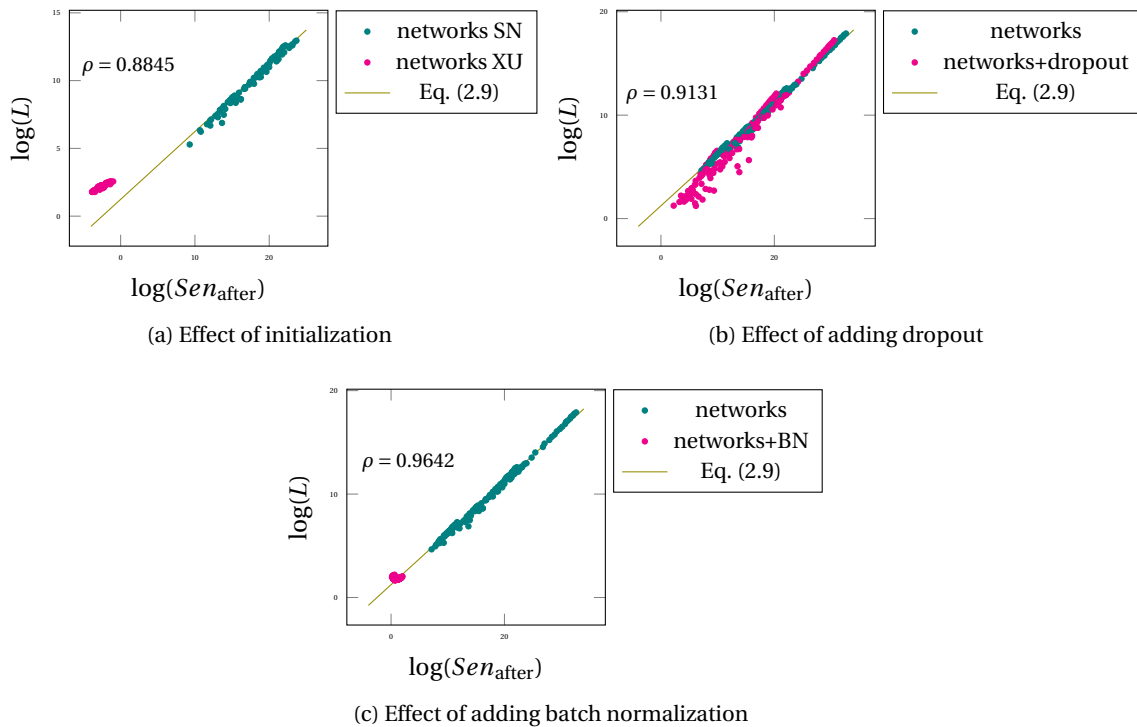 15
10
5
0
0
10
20
log(L)
ρ = 0.8845
log(Sen_after)
networks SN
networks XU
Eq. (2.9)
(a) Effect of initialization
20
10
0
0
20
log(L)
ρ = 0.9131
log(Sen_after)
networks
networks+dropout
Eq. (2.9)
(b) Effect of adding dropout
20
10
0
0
20
log(L)
ρ = 0.9642
log(Sen_after)
networks
networks+BN
Eq. (2.9)
(c) Effect of adding batch normalization